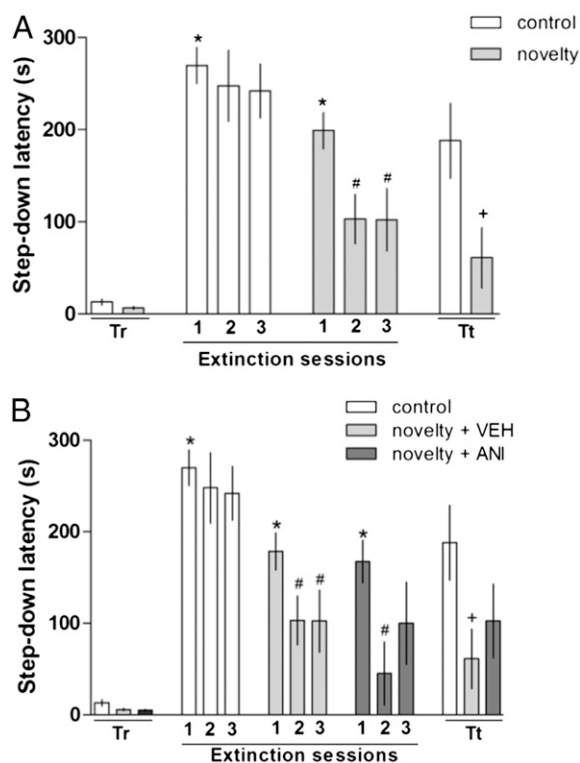 A
control
novelty
Step-down latency (s)
300
200
100
0
*
*
#
#
+
1 2 3 1 2 3
Tr
Tt
Extinction sessions
B
control
novelty + VEH
novelty + ANI
Step-down latency (s)
300
200
100
0
*
*
#
#
*
#
+
1 2 3 1 2 3 1 2 3
Tr
Tt
Extinction sessions